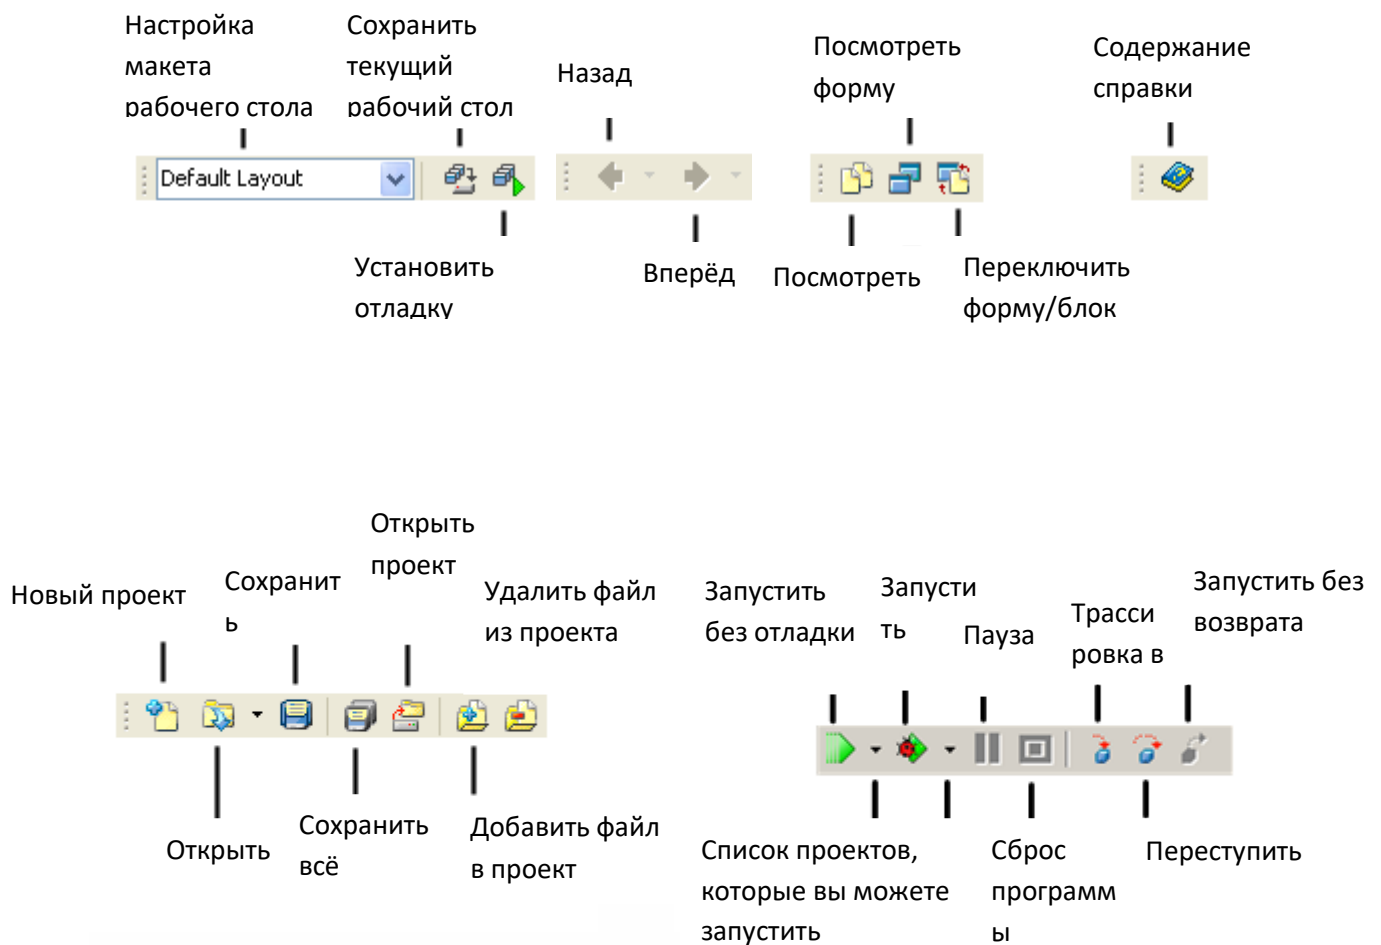 Настройка
макета
рабочего стола
Сохранить
текущий
рабочий стол
Назад
Посмотреть
форму
Содержание
справки
Default Layout
Установить
отладку
Вперёд
Посмотреть
Переключить
форму/блок
Открыть
проект
Новый проект
Сохранит
ь
Удалить файл
из проекта
Запустить
без отладки
Запусти
ть
Пауза
Трасси
ровка в
Запустить без
возврата
Открыть
Сохранить
всё
Добавить файл
в проект
Список проектов,
которые вы можете
запустить
Сброс
программ
ы
Переступить